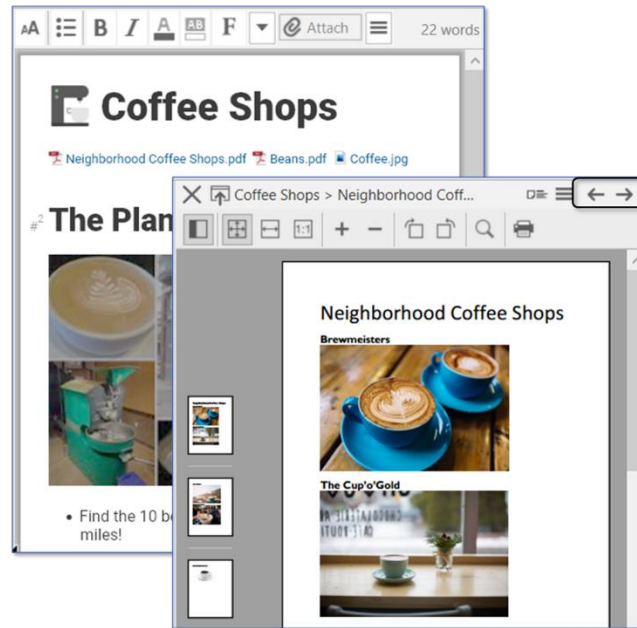 AA B I A AB F Attach 22 words
Coffee Shops
Neighborhood Coffee Shops.pdf Beans.pdf Coffee.jpg
#2 The Plan
• Find the 10 b
miles!
Coffee Shops > Neighborhood Coff...
1:1
Neighborhood Coffee Shops
Brewmeisters
The Cup'o'Gold